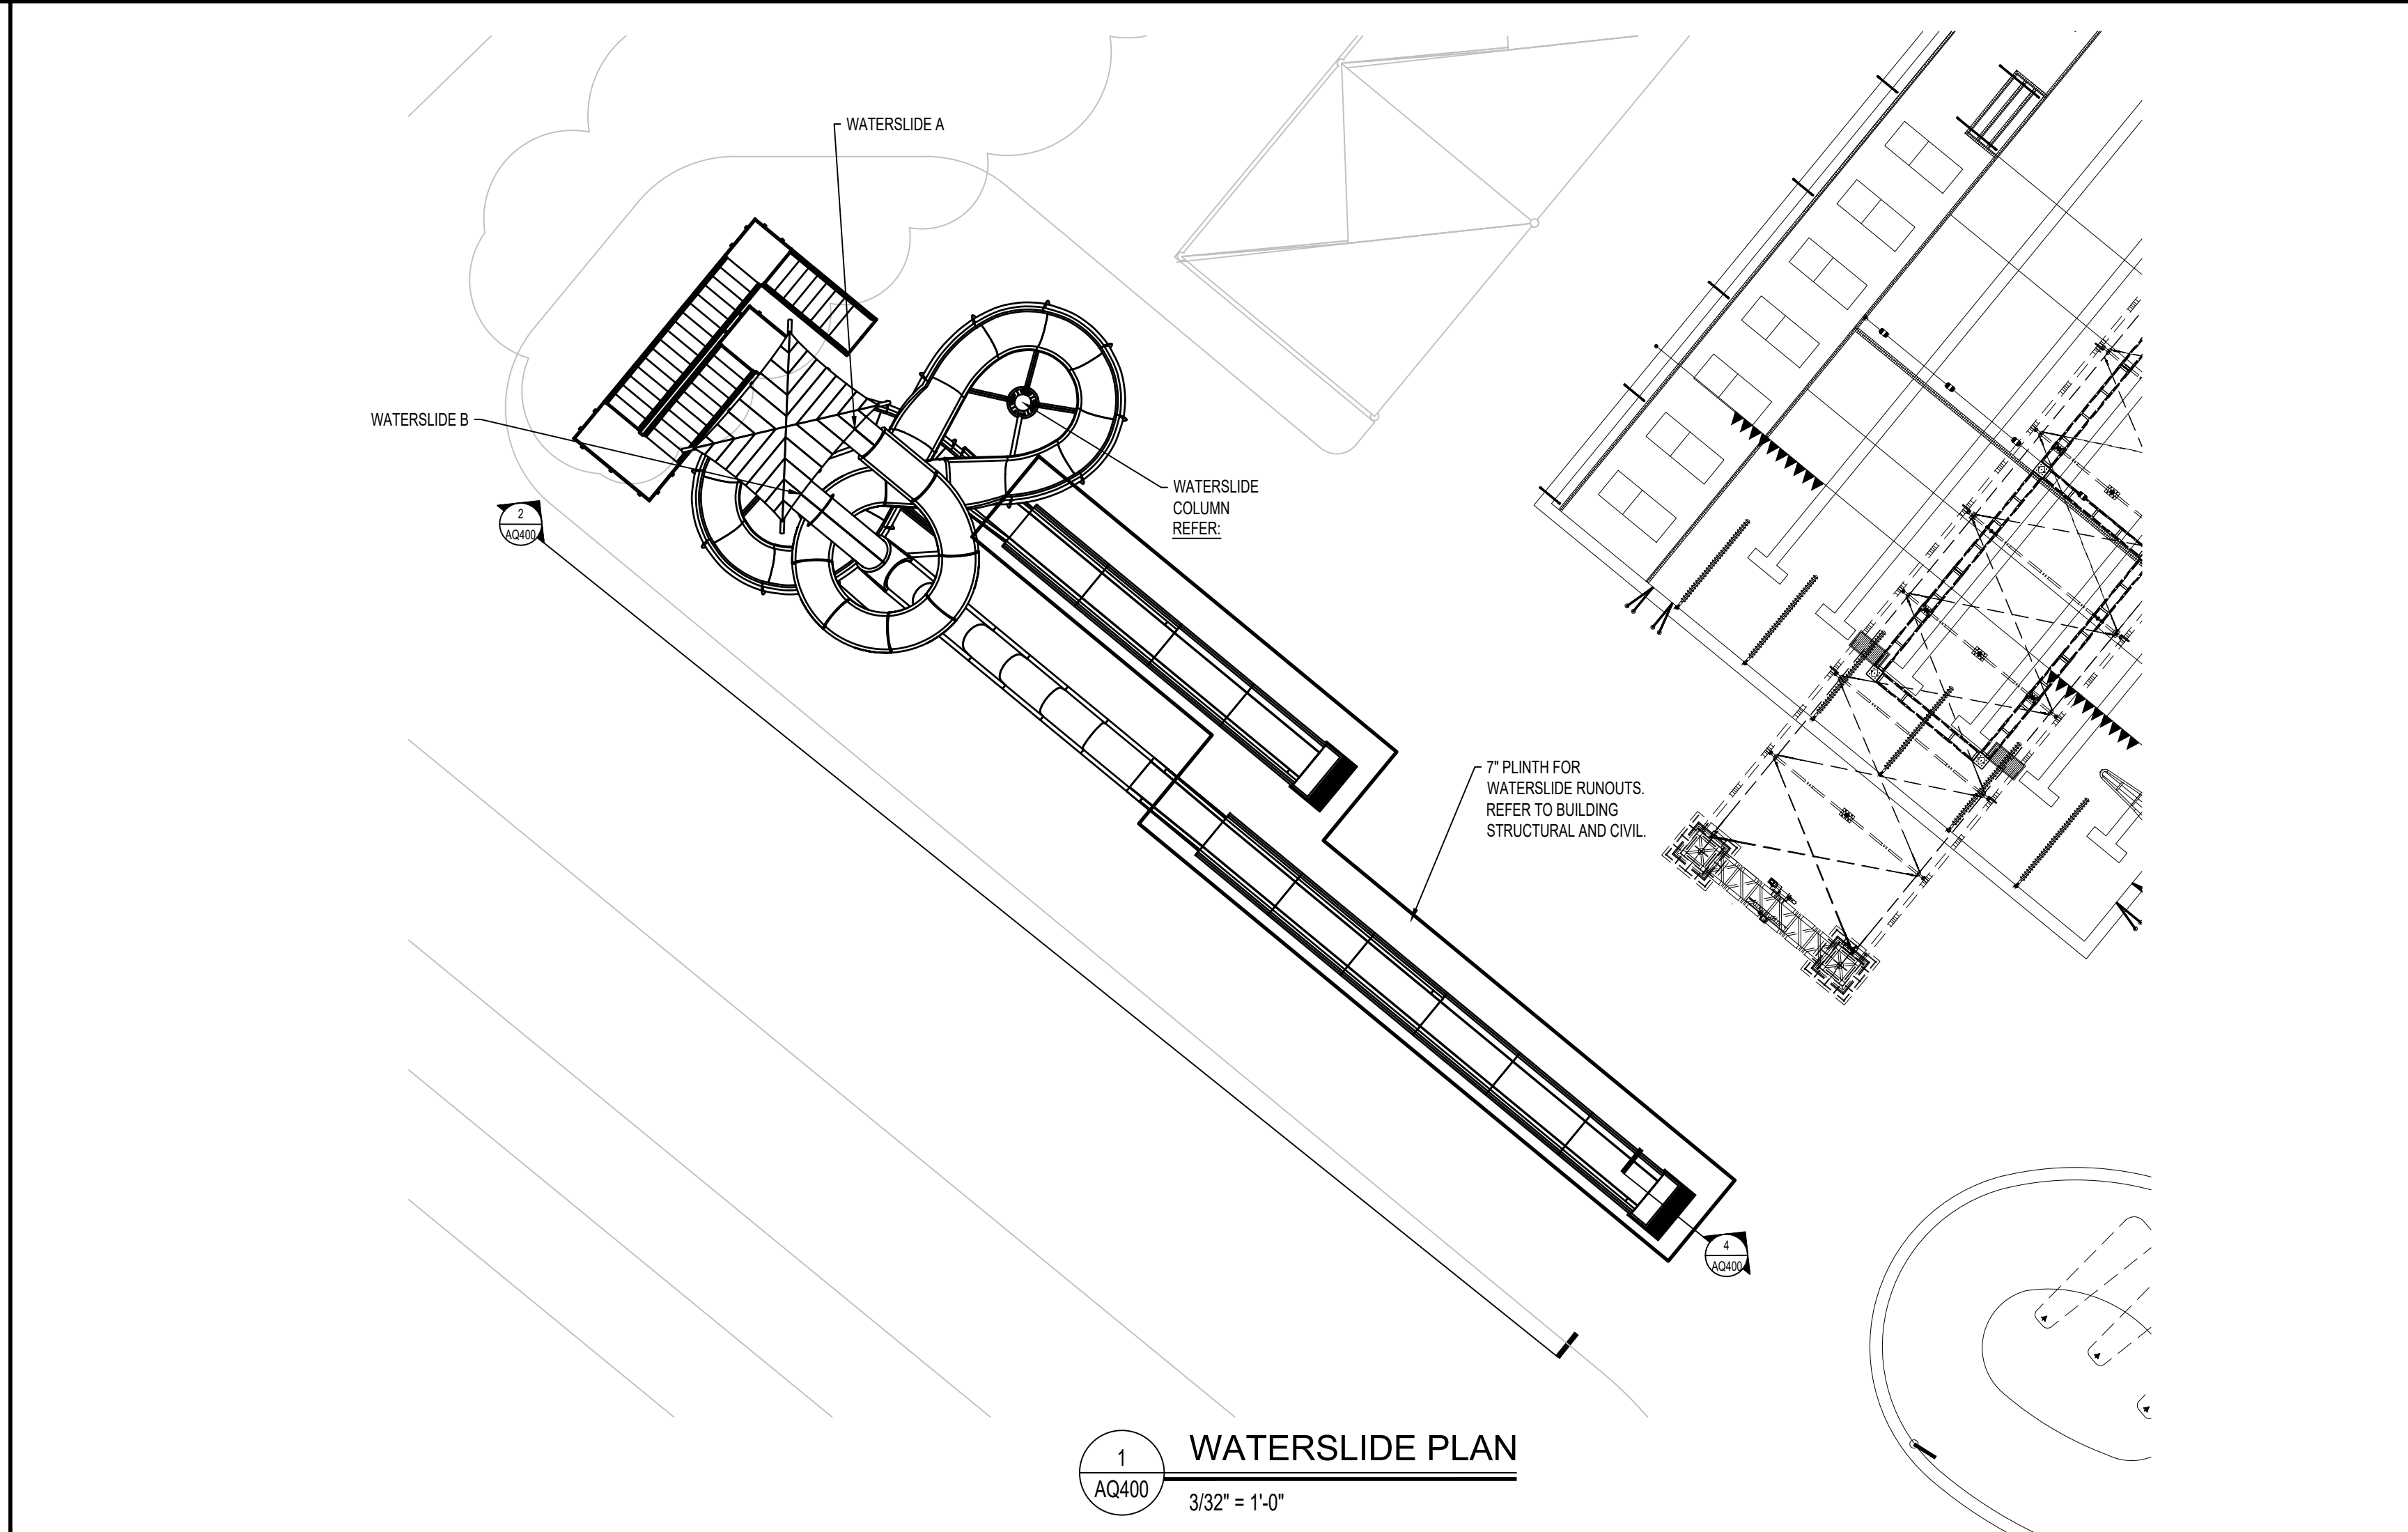 WATERSLIDE A
WATERSLIDE B
2
AQ400
WATERSLIDE
COLUMN
REFER:
7" PLINTH FOR
WATERSLIDE RUNOUTS.
REFER TO BUILDING
STRUCTURAL AND CIVIL.
4
AQ400
1
AQ400
WATERSLIDE PLAN
3/32" = 1'-0"